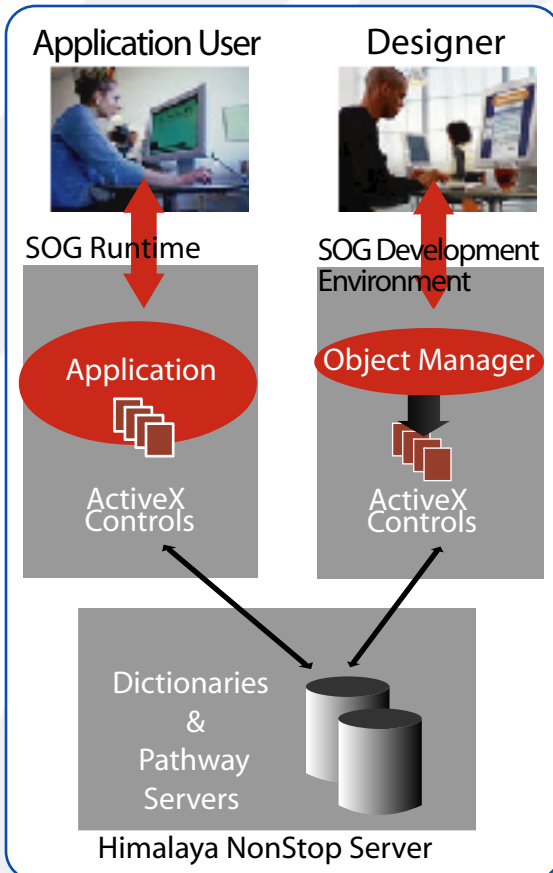 Application User
Designer
SOG Runtime
SOG Development
Environment
Application
Object Manager
ActiveX
Controls
ActiveX
Controls
Dictionaries
&
Pathway
Servers
Himalaya NonStop Server